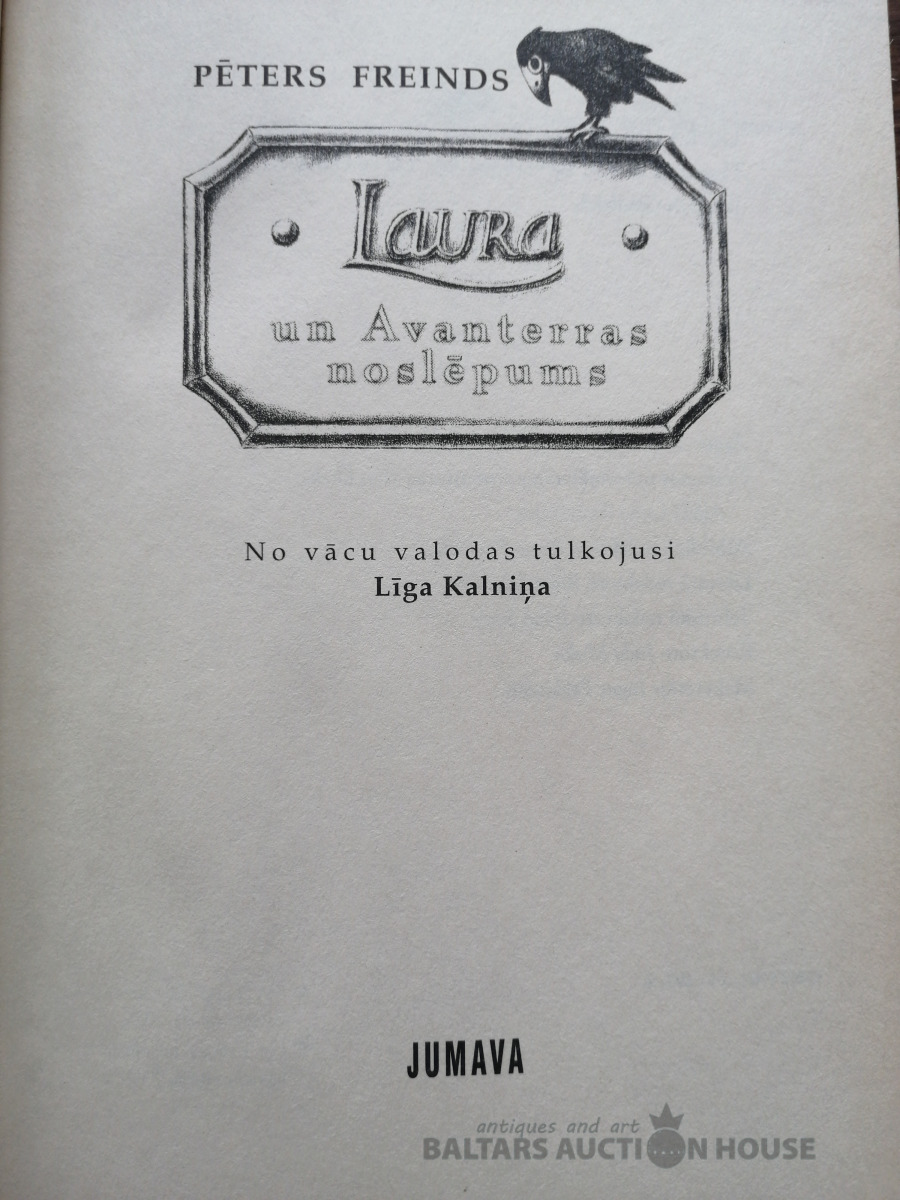 PĒTERS FREINDS
Laura
un Avanterras
noslēpums
No vācu valodas tulkojusi
Līga Kalniņa
JUMAVA
antiques and art
BALTARS AUCTION HOUSE